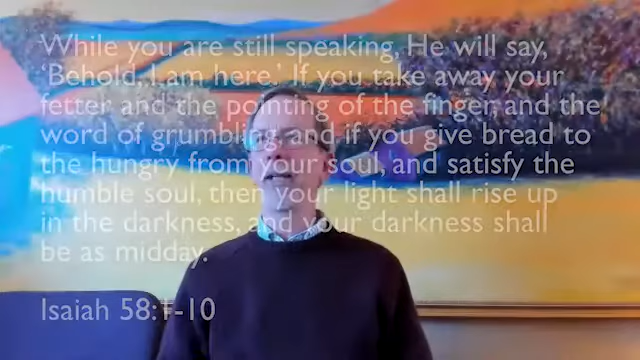 While you are still speaking, He will say,
‘Behold, I am here.’ If you take away your
fetter and the pointing of the finger and the
word of grumbling and if you give bread to
the hungry from your soul, and satisfy the
humble soul, then your light shall rise up
in the darkness, and your darkness shall
be as midday.
Isaiah 58:1-10